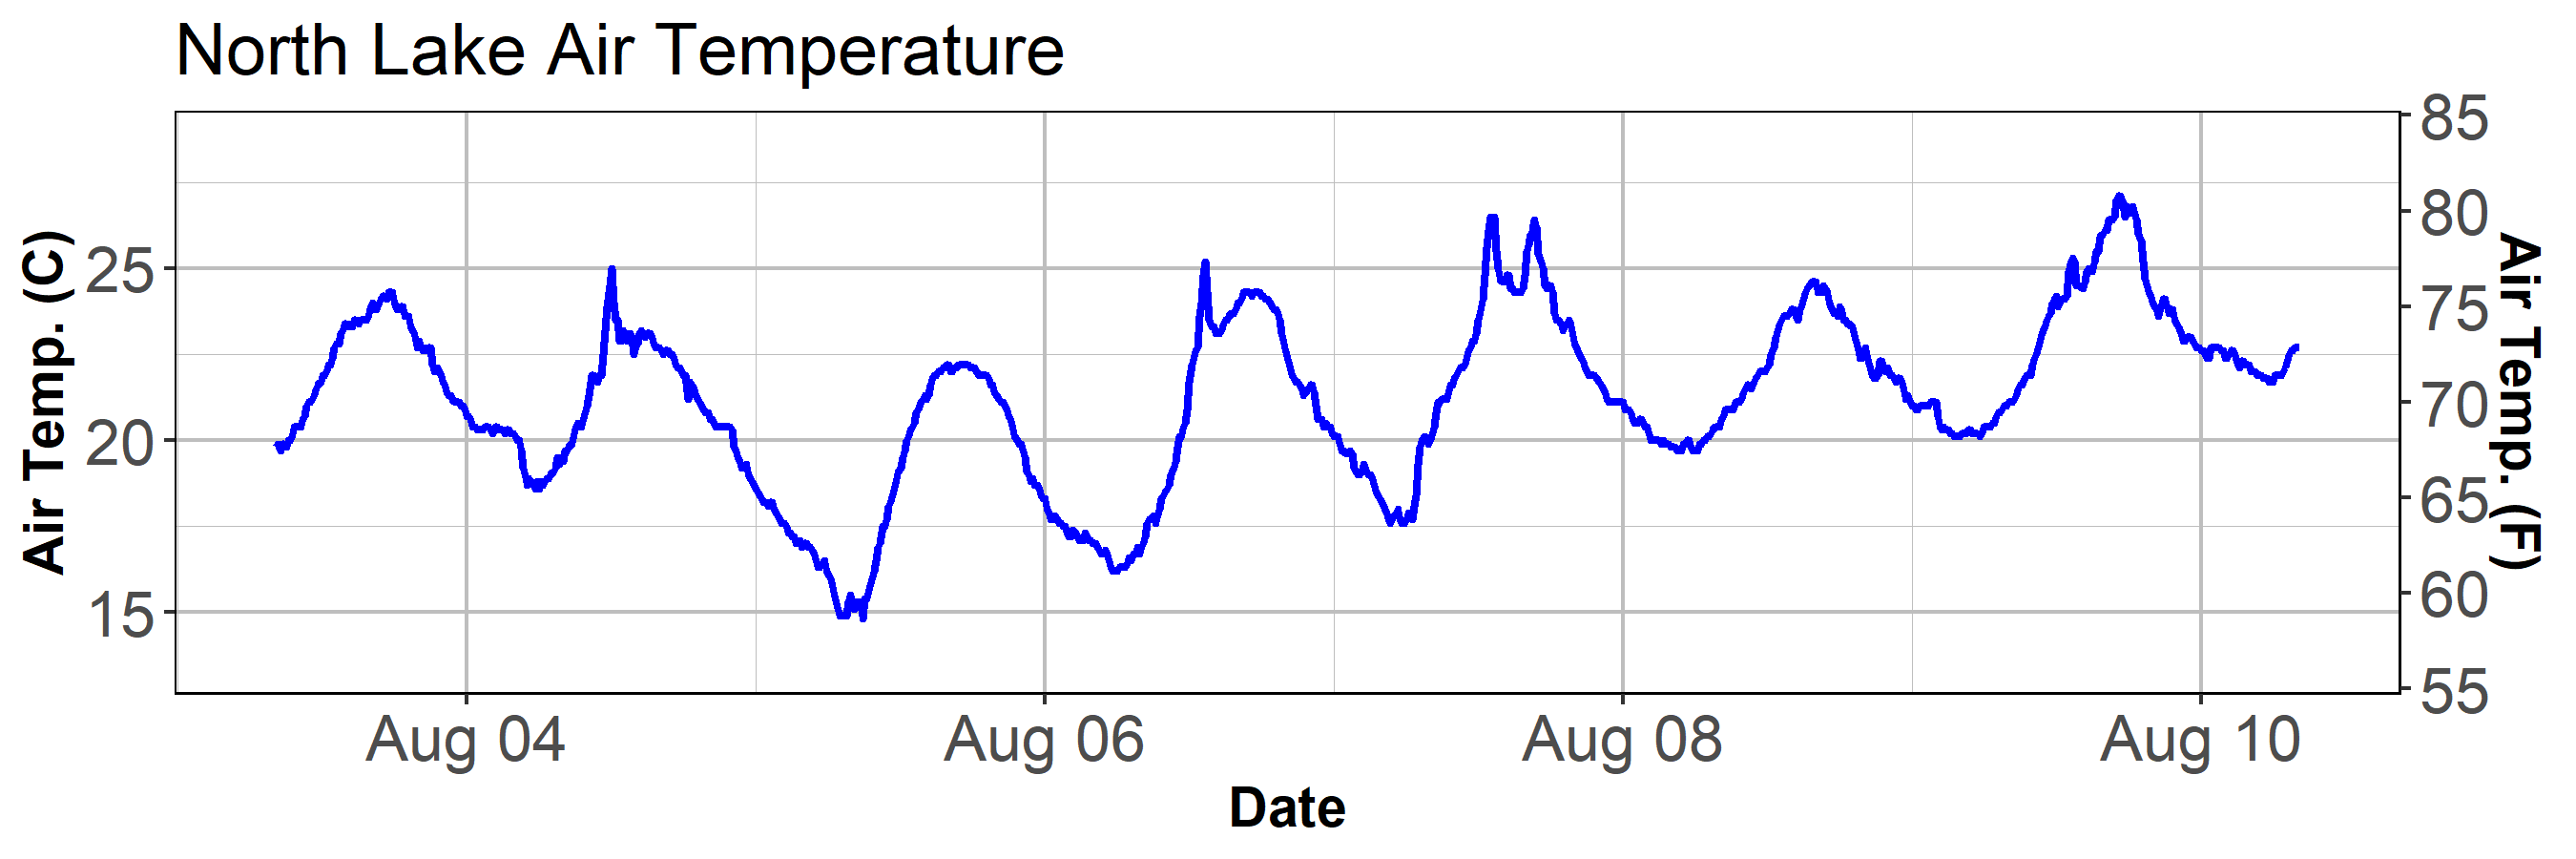 North Lake Air Temperature
Air Temp. (C)
25
20
15
85
80
75
70
65
60
55
Air Temp. (F)
Aug 04 Aug 06 Aug 08 Aug 10
Date